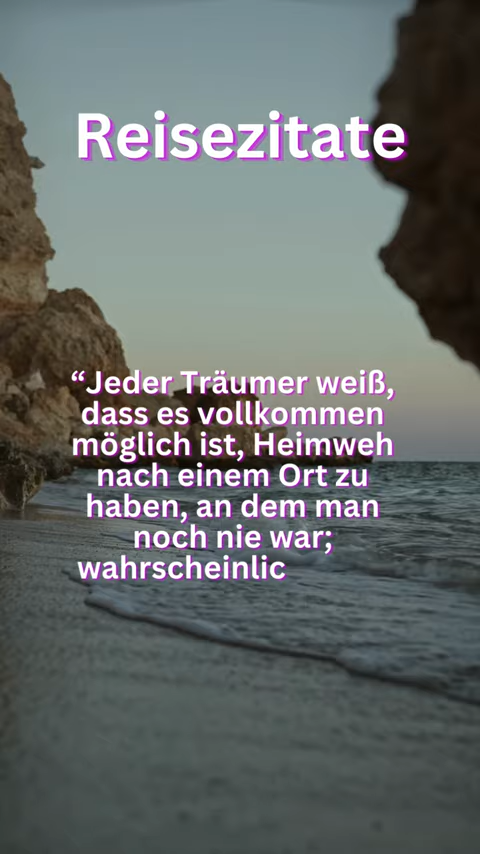 Reisezitate
“Jeder Träumer weiß,
dass es vollkommen
möglich ist, Heimweh
nach einem Ort zu
haben, an dem man
noch nie war;
wahrscheinlic